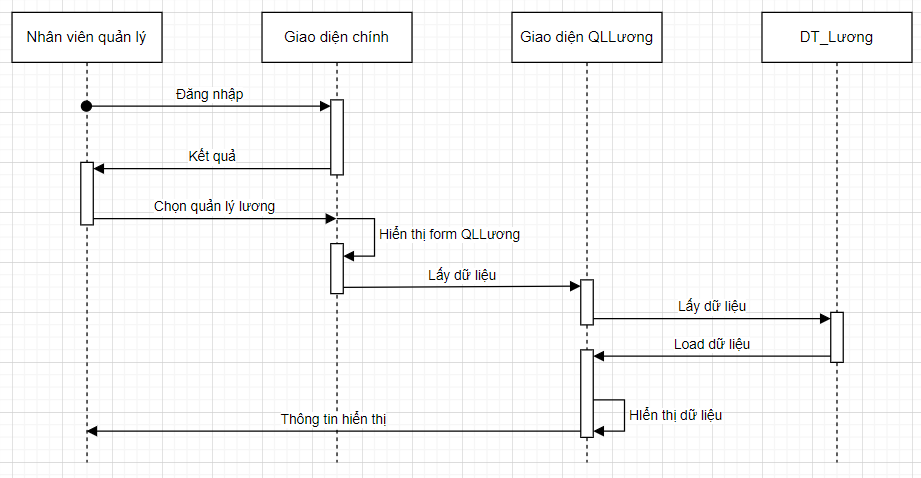 Nhân viên quản lý
Giao diện chính
Giao diện QLLương
DT_Lương
Đăng nhập
Kết quả
Chọn quản lý lương
Hiển thị form QLLương
Lấy dữ liệu
Lấy dữ liệu
Load dữ liệu
HIển thị dữ liệu
Thông tin hiển thị